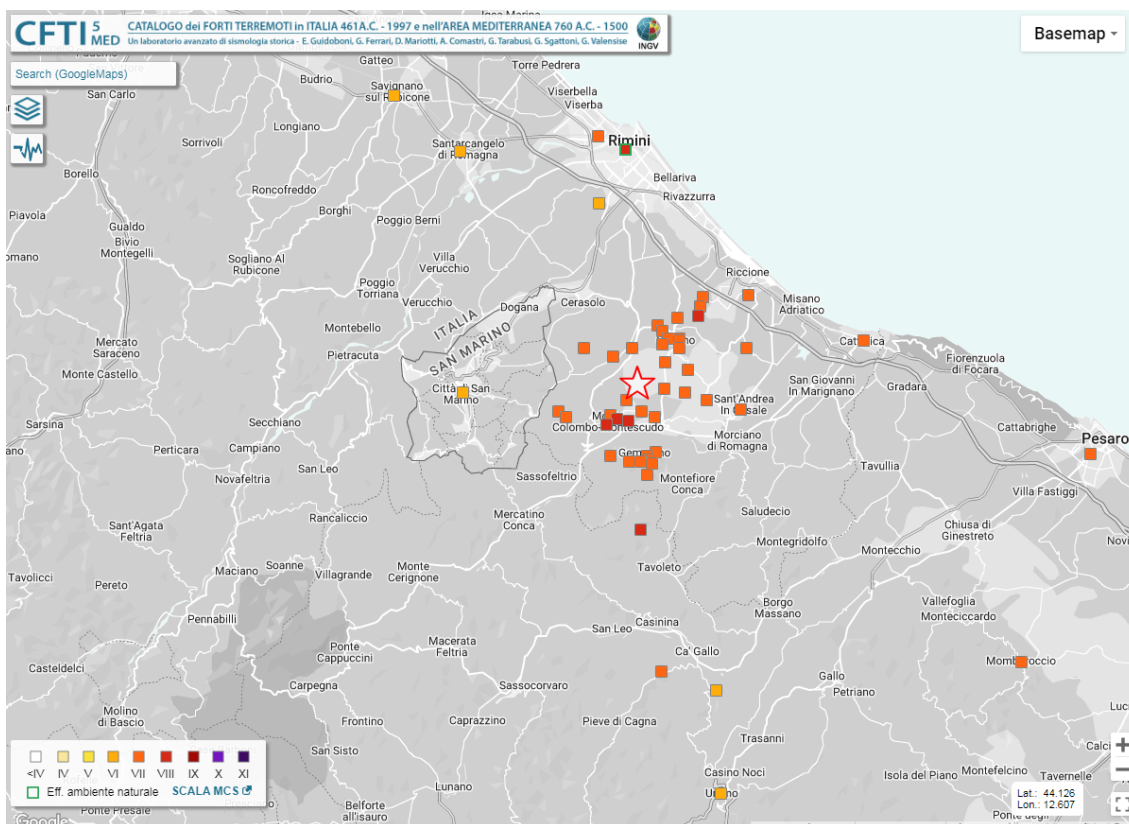 Igea Marina
CFTI 5 MED
CATALOGO dei FORTI TERREMOTI in ITALIA 461 A.C. - 1997 e nell'AREA MEDITERRANEA 760 A.C. - 1500
Un laboratorio avanzato di sismologia storica - E. Guidoboni, G. Ferrari, D. Mariotti, A. Comastri, G. Tarabusi, G. Sgattoni, G. Valensise
INGV
Basemap
Gatteo
Torre Pedrera
Search (GoogleMaps)
Budrio
Savignano
sul Rubicone
San Carlo
Viserbella
Viserba
Longiano
Sorrivoli
Santarcangelo
di Romagna
Rimini
Borello
Bellariva
Roncofreddo
Rivazzurra
Piavola
Borghi
Poggio Berni
Gualdo
Bivio
Montegelli
Sogliano Al
Rubicone
Villa
Verucchio
Riccione
Poggio
Torriana
Verucchio
Dogana
Cerasolo
Misano
Adriatico
Montebello
ITALIA
SAN MARINO
Mercato
Saraceno
Pietracuta
Cattolica
Fiorenzuola
di Focara
Monte Castello
San Giovanni
In Marignano
Gradara
Città di San
Marino
Sant'Andrea
In Casale
Sarsina
Secchiano
Colombo-Montescudo
Cattabrighe
Perticara
Campiano
Morciano
di Romagna
Pesaro
Gemmano
Tavullia
Novafeltria
San Leo
Sassofeltrio
Montefiore
Conca
Villa Fastiggi
Sant'Agata
Feltria
Rancaliccio
Mercatino
Conca
Saludecio
Chiusa di
Ginestreto
Montegridolfo
Montecchio
Tavolicci
Pereto
Maciano
Soanne
Villagrande
Monte
Cerignone
Tavoleto
Borgo
Massano
Vallefoglia
Pennabilli
Monteciccardo
San Leo
Casinina
Ponte
Cappuccini
Macerata
Feltria
Ca' Gallo
Casteldelci
Mombaroccio
Carpegna
Sassocorvaro
Gallo
Petriano
Molino
di Bascio
Frontino
Caprazzino
Pieve di Cagna
Trasanni
San Sisto
<IV IV V VI VII VIII IX X XI
Eff. ambiente naturale SCALA MCS
Lunano
Casino Noci
Isola del Piano
Montefelcino
Tavernelle
Urbino
Lat.: 44.126
Lon.: 12.607
Ponte Presale
Belforte
all'isauro
Google